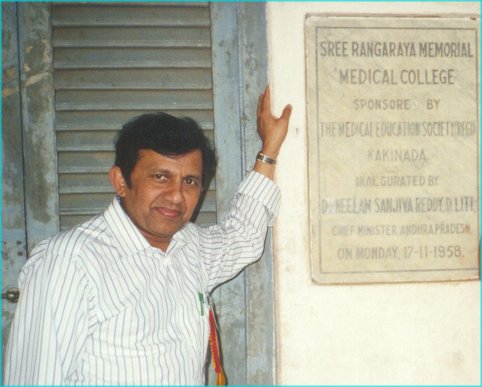 SREE RANGARAYA MEMORIAL
MEDICAL COLLEGE
SPONSORE BY
THE MEDICAL EDUCATION SOCIETY(REGD
KAKINADA
INAUGURATED BY
DR NEELAM SANJIVA REDDY, D. LITT
CHIEF MINISTER, ANDHRA PRADESH
ON MONDAY, 17-11-1958.